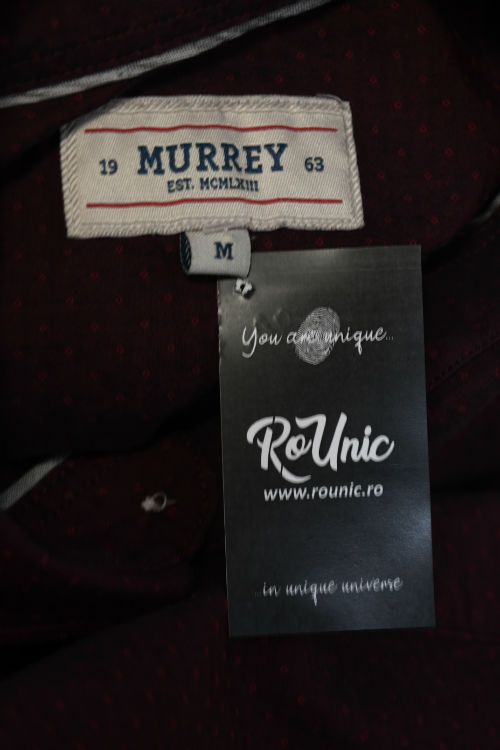 19 MURREY 63
EST. MCMLXIII
M
You are unique...
RoUnic
www.rounic.ro
...in unique universe